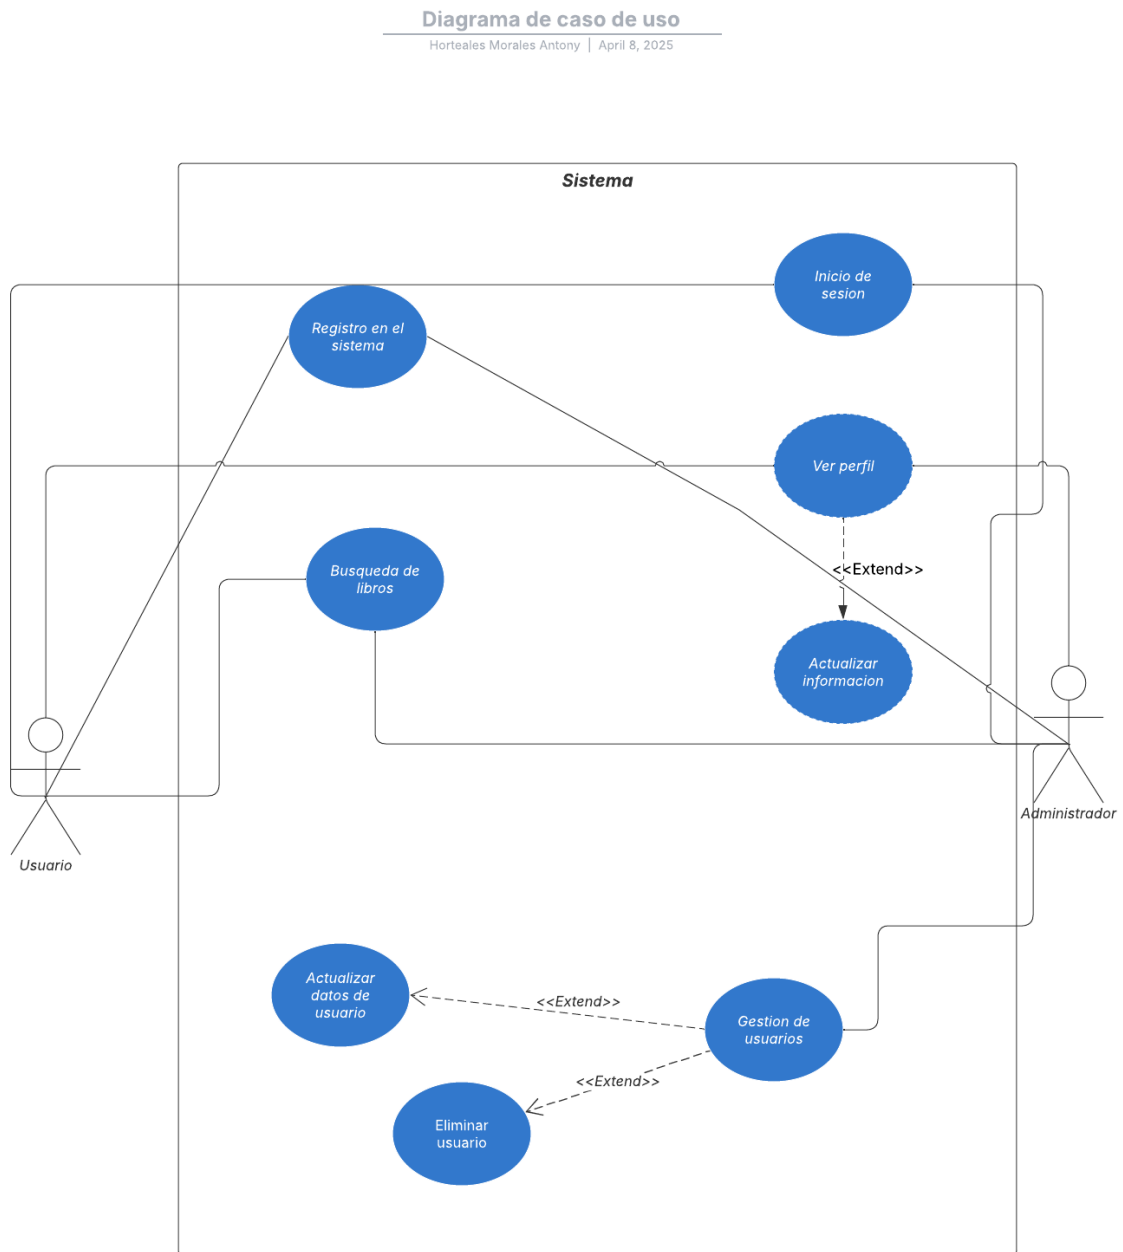 Diagrama de caso de uso
Horteales Morales Antony | April 8, 2025
Sistema
Inicio de
sesion
Registro en el
sistema
Ver perfil
Busqueda de
libros
<<Extend>>
Actualizar
informacion
Administrador
Usuario
Actualizar
datos de
usuario
<<Extend>>
Gestion de
usuarios
<<Extend>>
Eliminar
usuario